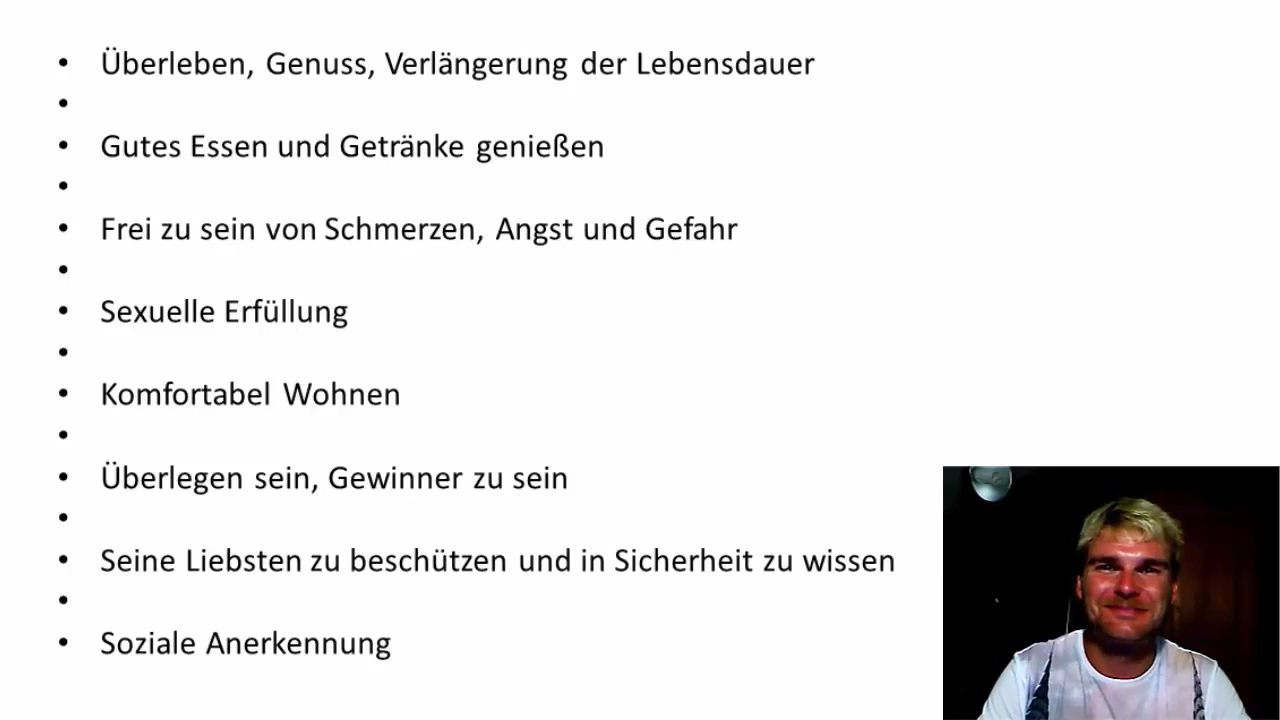 • Überleben, Genuss, Verlängerung der Lebensdauer
•
• Gutes Essen und Getränke genießen
•
• Frei zu sein von Schmerzen, Angst und Gefahr
•
• Sexuelle Erfüllung
•
• Komfortabel Wohnen
•
• Überlegen sein, Gewinner zu sein
•
• Seine Liebsten zu beschützen und in Sicherheit zu wissen
•
• Soziale Anerkennung